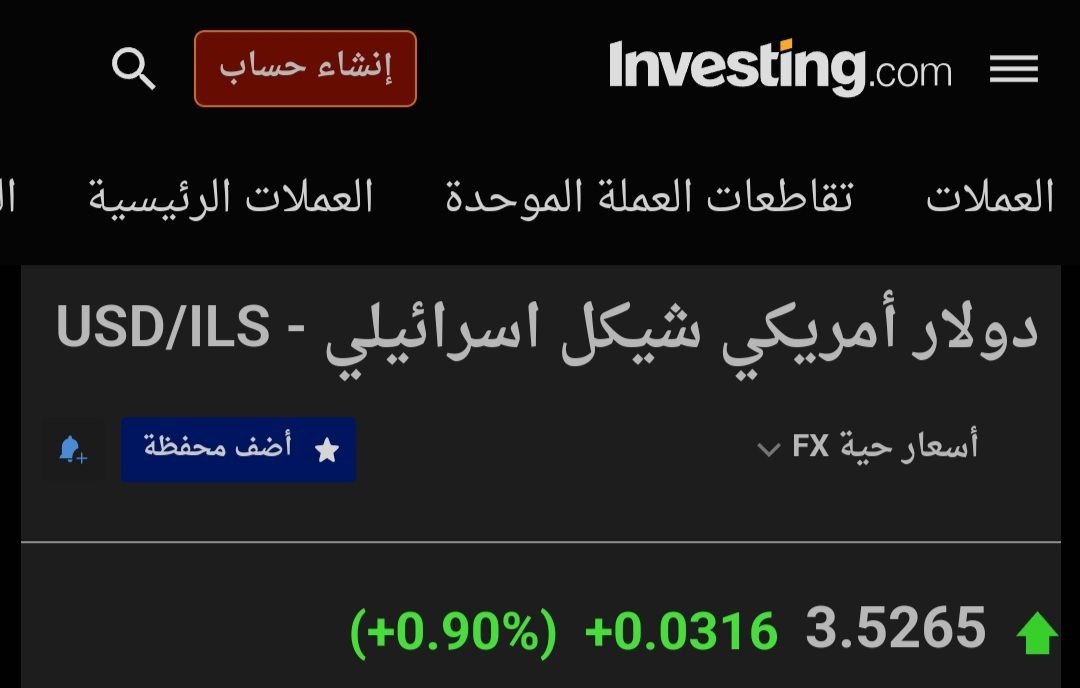 Investing.com إنشاء حساب
العملات تقاطعات العملة الموحدة العملات الرئيسية
دولار أمريكي شيكل اسرائيلي - USD/ILS
أسعار حية FX أضف محفظة
3.5265 +0.0316 (+0.90%)